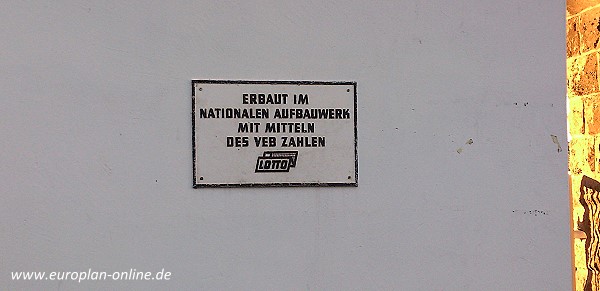 ERBAUT IM
NATIONALEN AUFBAUWERK
MIT MITTELN
DES VEB ZAHLEN
LOTTO
www.europlan-online.de